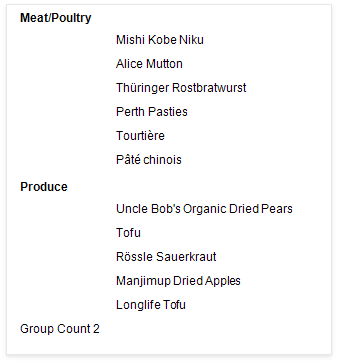 Meat/Poultry
Mishi Kobe Niku
Alice Mutton
Thüringer Rostbratwurst
Perth Pasties
Tourtière
Pâté chinois
Produce
Uncle Bob's Organic Dried Pears
Tofu
Rössle Sauerkraut
Manjimup Dried Apples
Longlife Tofu
Group Count 2